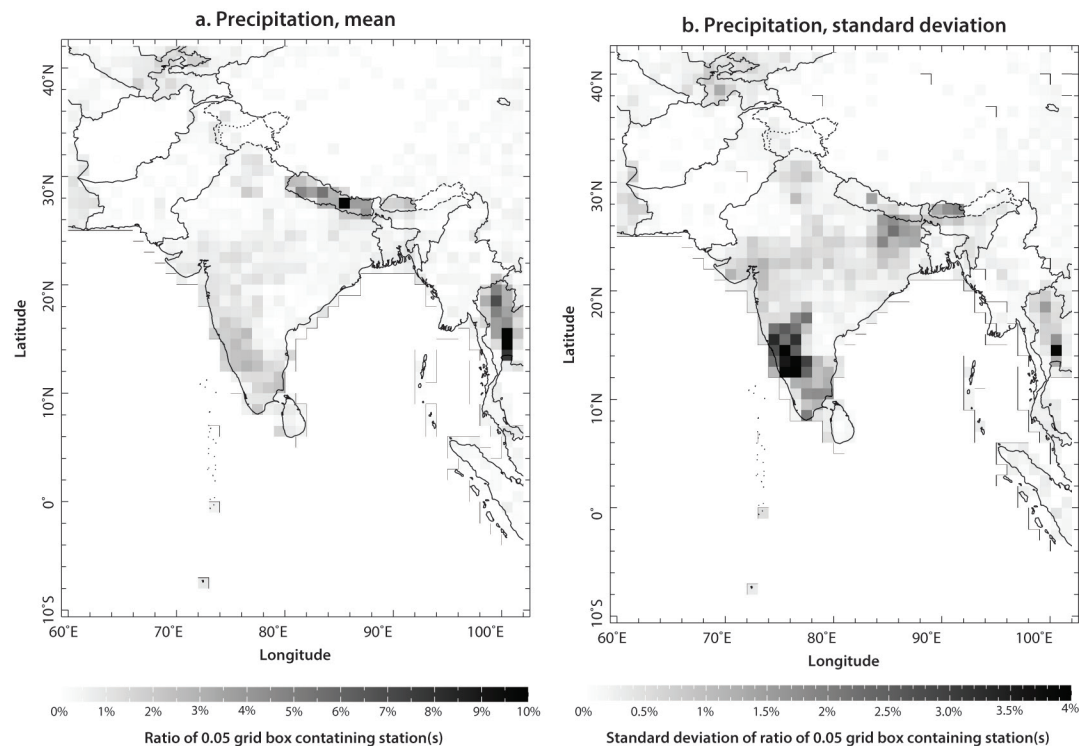 a. Precipitation, mean
40°N
30°N
20°N
10°N
0°
10°S
Latitude
60°E 70°E 80°E 90°E 100°E
Longitude
0% 1% 2% 3% 4% 5% 6% 7% 8% 9% 10%
Ratio of 0.05 grid box contatining station(s)
b. Precipitation, standard deviation
40°N
30°N
20°N
10°N
0°
10°S
Latitude
60°E 70°E 80°E 90°E 100°E
Longitude
0% 0.5% 1% 1.5% 2% 2.5% 3.0% 3.5% 4%
Standard deviation of ratio of 0.05 grid box containing station(s)